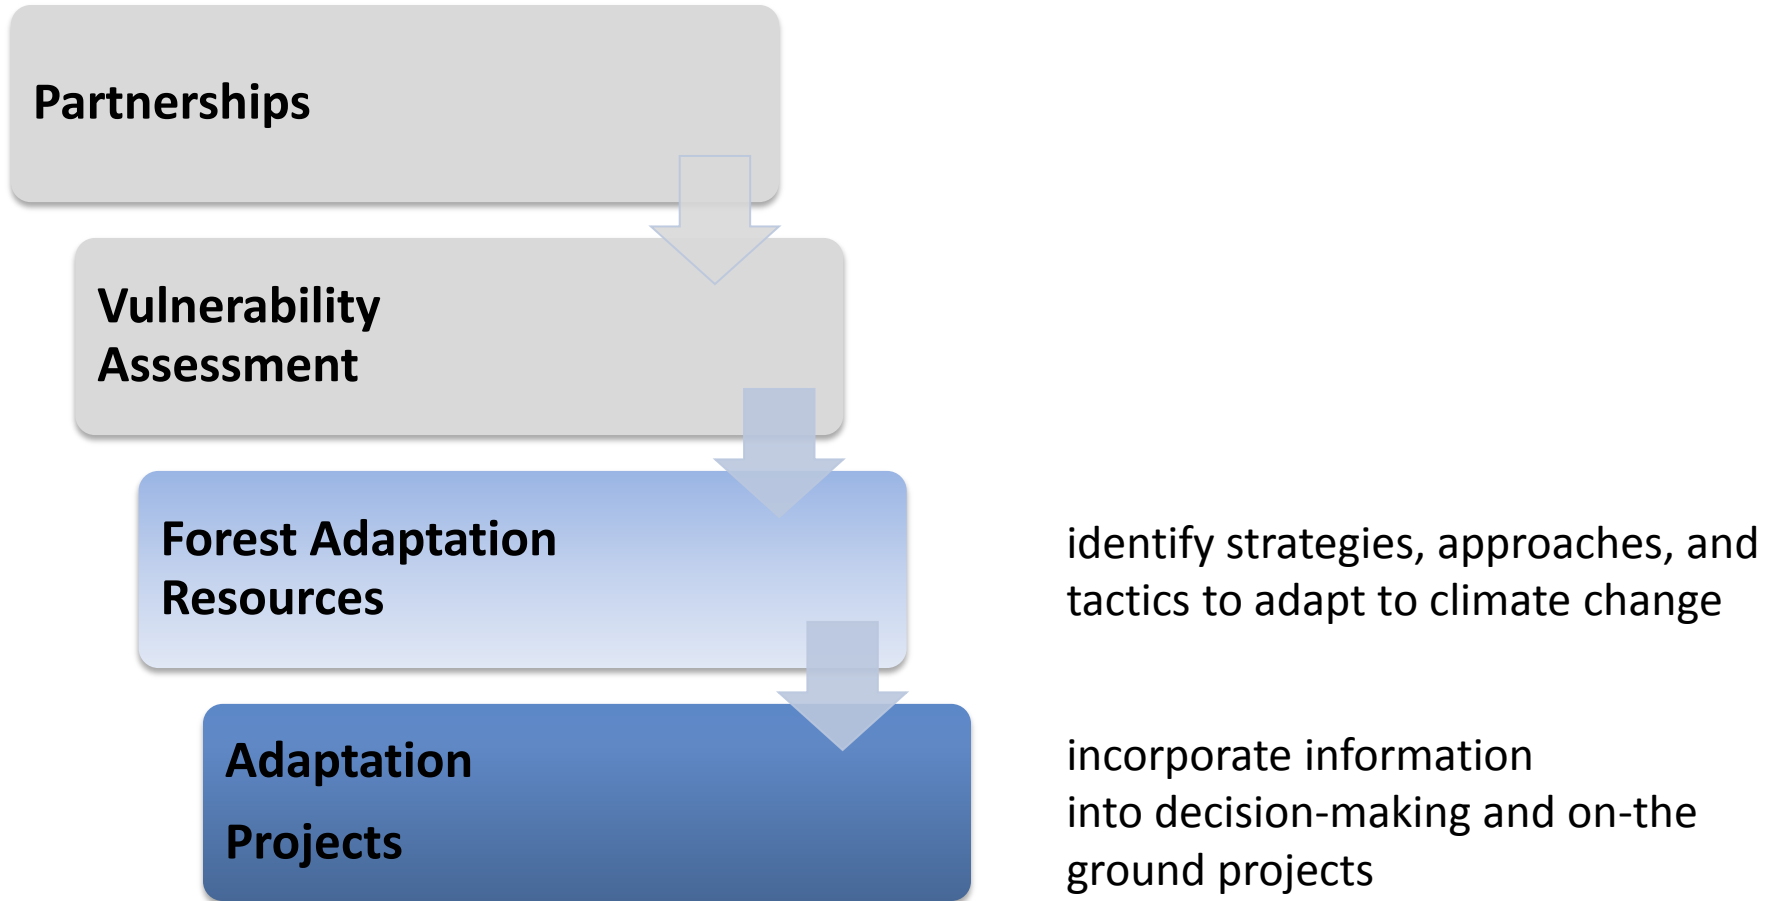 Partnerships
Vulnerability
Assessment
Forest Adaptation
Resources
identify strategies, approaches, and
tactics to adapt to climate change
Adaptation
Projects
incorporate information
into decision-making and on-the
ground projects